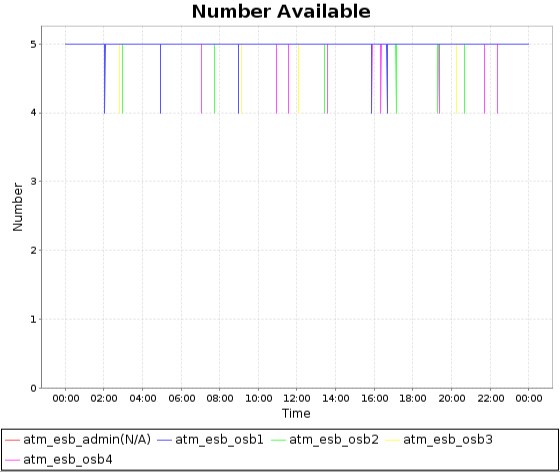 Number Available
5
4
3
2
1
0
Number
00:00 02:00 04:00 06:00 08:00 10:00 12:00 14:00 16:00 18:00 20:00 22:00 00:00
Time
atm_esb_admin(N/A) atm_esb_osb1 atm_esb_osb2 atm_esb_osb3
atm_esb_osb4